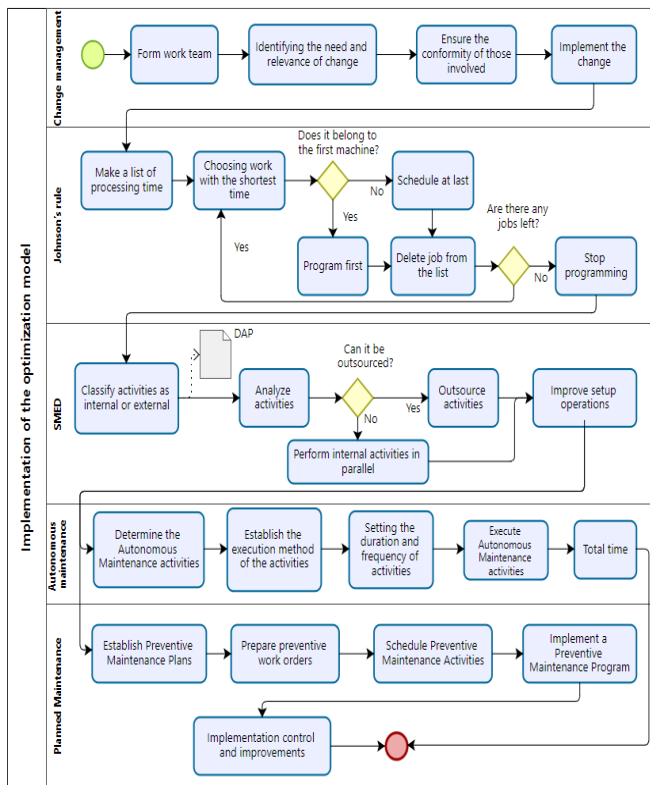 Implementation of the optimization model
Change management
Form work team
Identifying the need and
relevance of change
Ensure the
conformity of those
involved
Implement the
change
Johnson's rule
Make a list of
processing time
Choosing work
with the shortest
time
Does it belong to
the first machine?
No
Yes
Schedule at last
Program first
Delete job from
the list
Are there any
jobs left?
Yes
No
Stop
programming
SMED
Classify activities as
internal or external
DAP
Analyze
activities
Can it be
outsourced?
Yes
No
Outsource
activities
Perform internal activities in
parallel
Improve setup
operations
Autonomous
maintenance
Determine the
Autonomous
Maintenance activities
Establish the
execution method
of the activities
Setting the
duration and
frequency of
activities
Execute
Autonomous
Maintenance
activities
Total time
Planned Maintenance
Establish Preventive
Maintenance Plans
Prepare preventive
work orders
Schedule Preventive
Maintenance Activities
Implement a
Preventive
Maintenance Program
Implementation control
and improvements